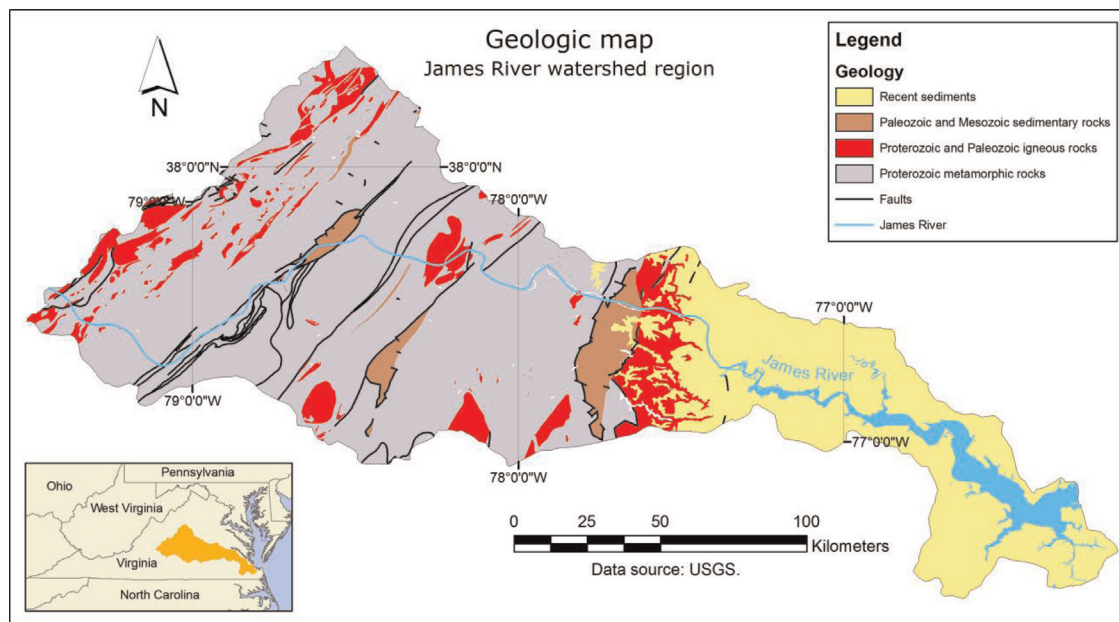 Geologic map
James River watershed region
N
Legend
Geology
Recent sediments
Paleozoic and Mesozoic sedimentary rocks
Proterozoic and Paleozoic igneous rocks
Proterozoic metamorphic rocks
Faults
James River
38°0'0"N
38°0'0"N
79°0'0"W
78°0'0"W
77°0'0"W
James River
79°0'0"W
77°0'0"W
78°0'0"W
Pennsylvania
Ohio
West Virginia
Virginia
North Carolina
0 25 50 100
Kilometers
Data source: USGS.